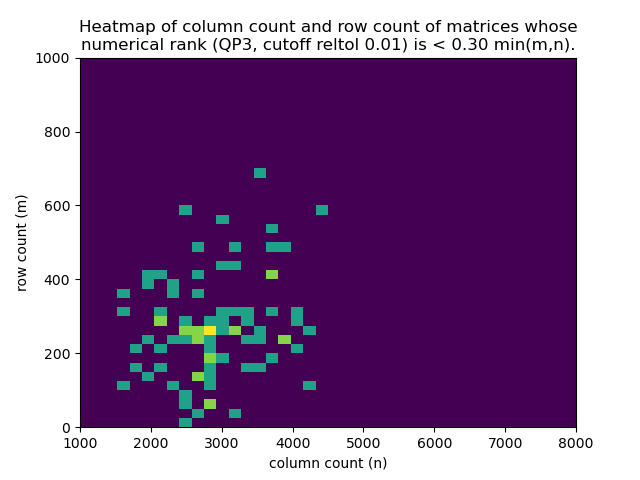 Heatmap of column count and row count of matrices whose
numerical rank (QP3, cutoff reltol 0.01) is < 0.30 min(m,n).
1000
800
600
400
200
0
row count (m)
1000 2000 3000 4000 5000 6000 7000 8000
column count (n)